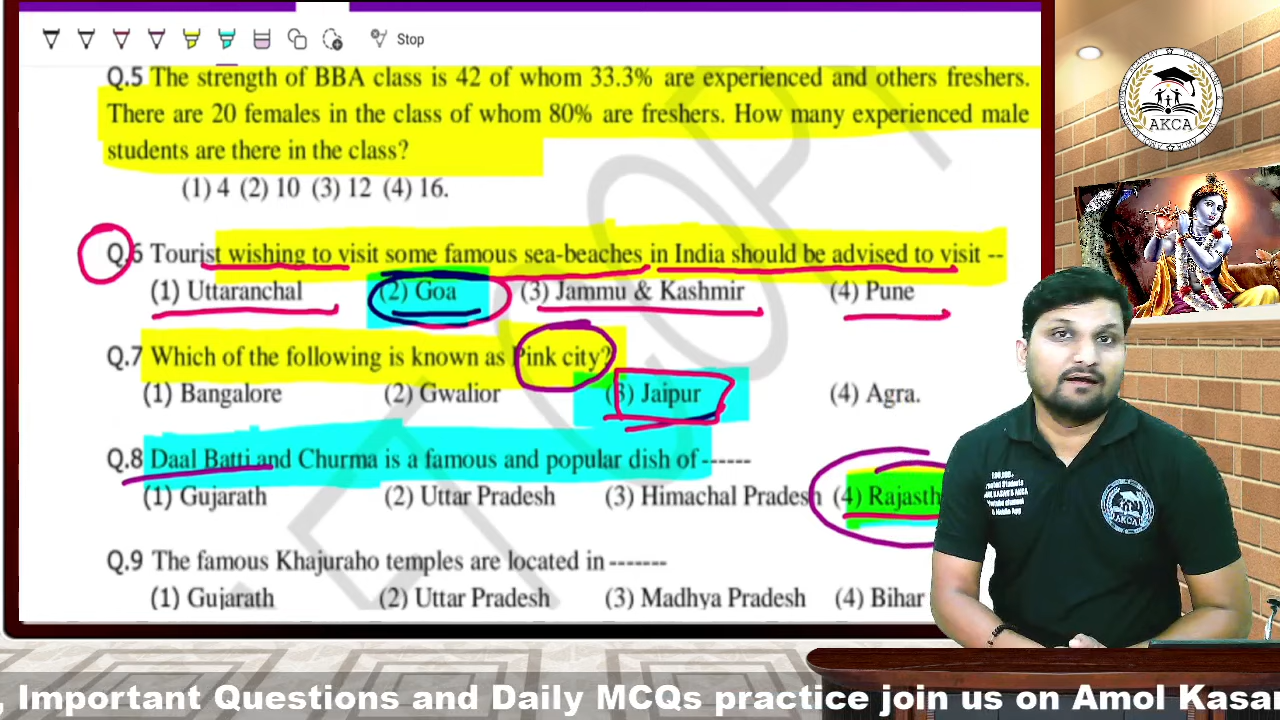 Stop
Q.5 The strength of BBA class is 42 of whom 33.3% are experienced and others freshers.
There are 20 females in the class of whom 80% are freshers. How many experienced male
students are there in the class?
(1) 4 (2) 10 (3) 12 (4) 16.
Q.6 Tourist wishing to visit some famous sea-beaches in India should be advised to visit --
(1) Uttaranchal (2) Goa (3) Jammu & Kashmir (4) Pune
Q.7 Which of the following is known as Pink city?
(1) Bangalore (2) Gwalior (3) Jaipur (4) Agra.
Q.8 Daal Batti and Churma is a famous and popular dish of ------
(1) Gujarath (2) Uttar Pradesh (3) Himachal Pradesh (4) Rajasth
Q.9 The famous Khajuraho temples are located in -------
(1) Gujarath (2) Uttar Pradesh (3) Madhya Pradesh (4) Bihar
AKCA
AKCA
, Important Questions and Daily MCQs practice join us on Amol Kasar